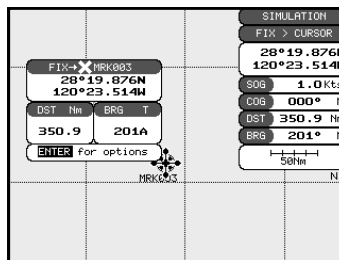 FIX→✕MRK003
28°19.876N
120°23.514W
DST Nm BRG T
350.9 201A
ENTER for options
MRK003
SIMULATION
FIX > CURSOR
28°19.876N
120°23.514W
SOG 1.0Kts
COG 000°
DST 350.9 Nm
BRG 201°
50Nm
N